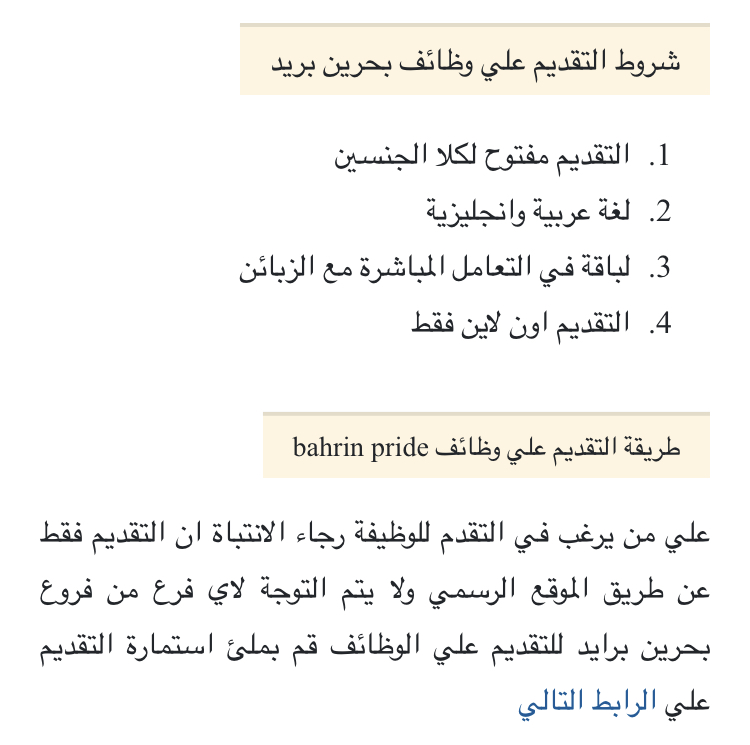 شروط التقديم علي وظائف بحرين بريد
1. التقديم مفتوح لكلا الجنسين
2. لغة عربية وانجليزية
3. لباقة في التعامل المباشرة مع الزبائن
4. التقديم اون لاين فقط
طريقة التقديم علي وظائف bahrin pride
علي من يرغب في التقدم للوظيفة رجاء الانتباة ان التقديم فقط
عن طريق الموقع الرسمي ولا يتم التوجة لاي فرع من فروع
بحرين برايد للتقديم علي الوظائف قم بملئ استمارة التقديم
علي الرابط التالي